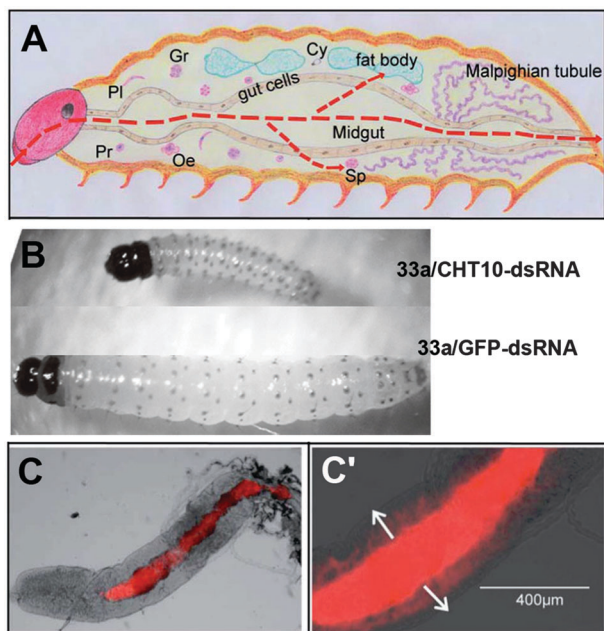 A
Gr
Cy
fat body
Malpighian tubule
Pl
gut cells
Midgut
Pr
Oe
Sp
B
33a/CHT10-dsRNA
33a/GFP-dsRNA
C
C'
400μm